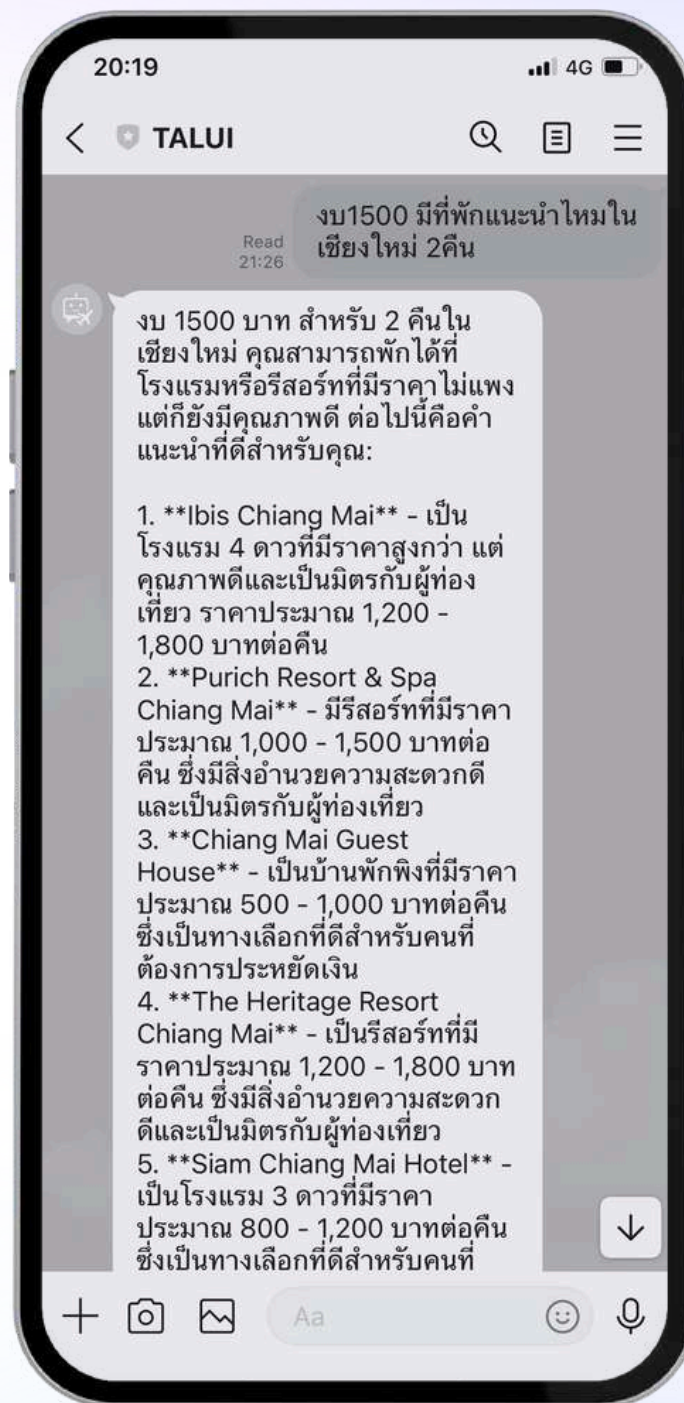 20:19
4G
TALUI
งบ1500 มีที่พักแนะนำไหมใน
เชียงใหม่ 2คืน
Read
21:26
งบ 1500 บาท สำหรับ 2 คืนใน
เชียงใหม่ คุณสามารถพักได้ที่
โรงแรมหรือรีสอร์ทที่มีราคาไม่แพง
แต่ก็ยังมีคุณภาพดี ต่อไปนี้คือคำ
แนะนำที่ดีสำหรับคุณ:
1. **Ibis Chiang Mai** - เป็น
โรงแรม 4 ดาวที่มีราคาสูงกว่า แต่
คุณภาพดีและเป็นมิตรกับผู้ท่อง
เที่ยว ราคาประมาณ 1,200 -
1,800 บาทต่อคืน
2. **Purich Resort & Spa
Chiang Mai** - มีรีสอร์ทที่มีราคา
ประมาณ 1,000 - 1,500 บาทต่อ
คืน ซึ่งมีสิ่งอำนวยความสะดวกดี
และเป็นมิตรกับผู้ท่องเที่ยว
3. **Chiang Mai Guest
House** - เป็นบ้านพักพิงที่มีราคา
ประมาณ 500 - 1,000 บาทต่อคืน
ซึ่งเป็นทางเลือกที่ดีสำหรับคนที่
ต้องการประหยัดเงิน
4. **The Heritage Resort
Chiang Mai** - เป็นรีสอร์ทที่มี
ราคาประมาณ 1,200 - 1,800 บาท
ต่อคืน ซึ่งมีสิ่งอำนวยความสะดวก
ดีและเป็นมิตรกับผู้ท่องเที่ยว
5. **Siam Chiang Mai Hotel** -
เป็นโรงแรม 3 ดาวที่มีราคา
ประมาณ 800 - 1,200 บาทต่อคืน
ซึ่งเป็นทางเลือกที่ดีสำหรับคนที่
Aa